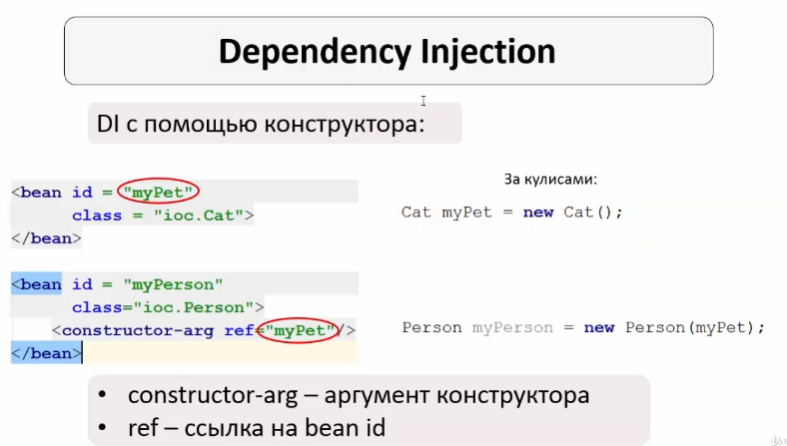 Dependency Injection
DI с помощью конструктора:
<bean id = "myPet"
class = "ioc.Cat">
</bean>
За кулисами:
Cat myPet = new Cat();
<bean id = "myPerson"
class="ioc.Person">
<constructor-arg ref="myPet"/>
</bean>
Person myPerson = new Person(myPet);
• constructor-arg – аргумент конструктора
• ref – ссылка на bean id